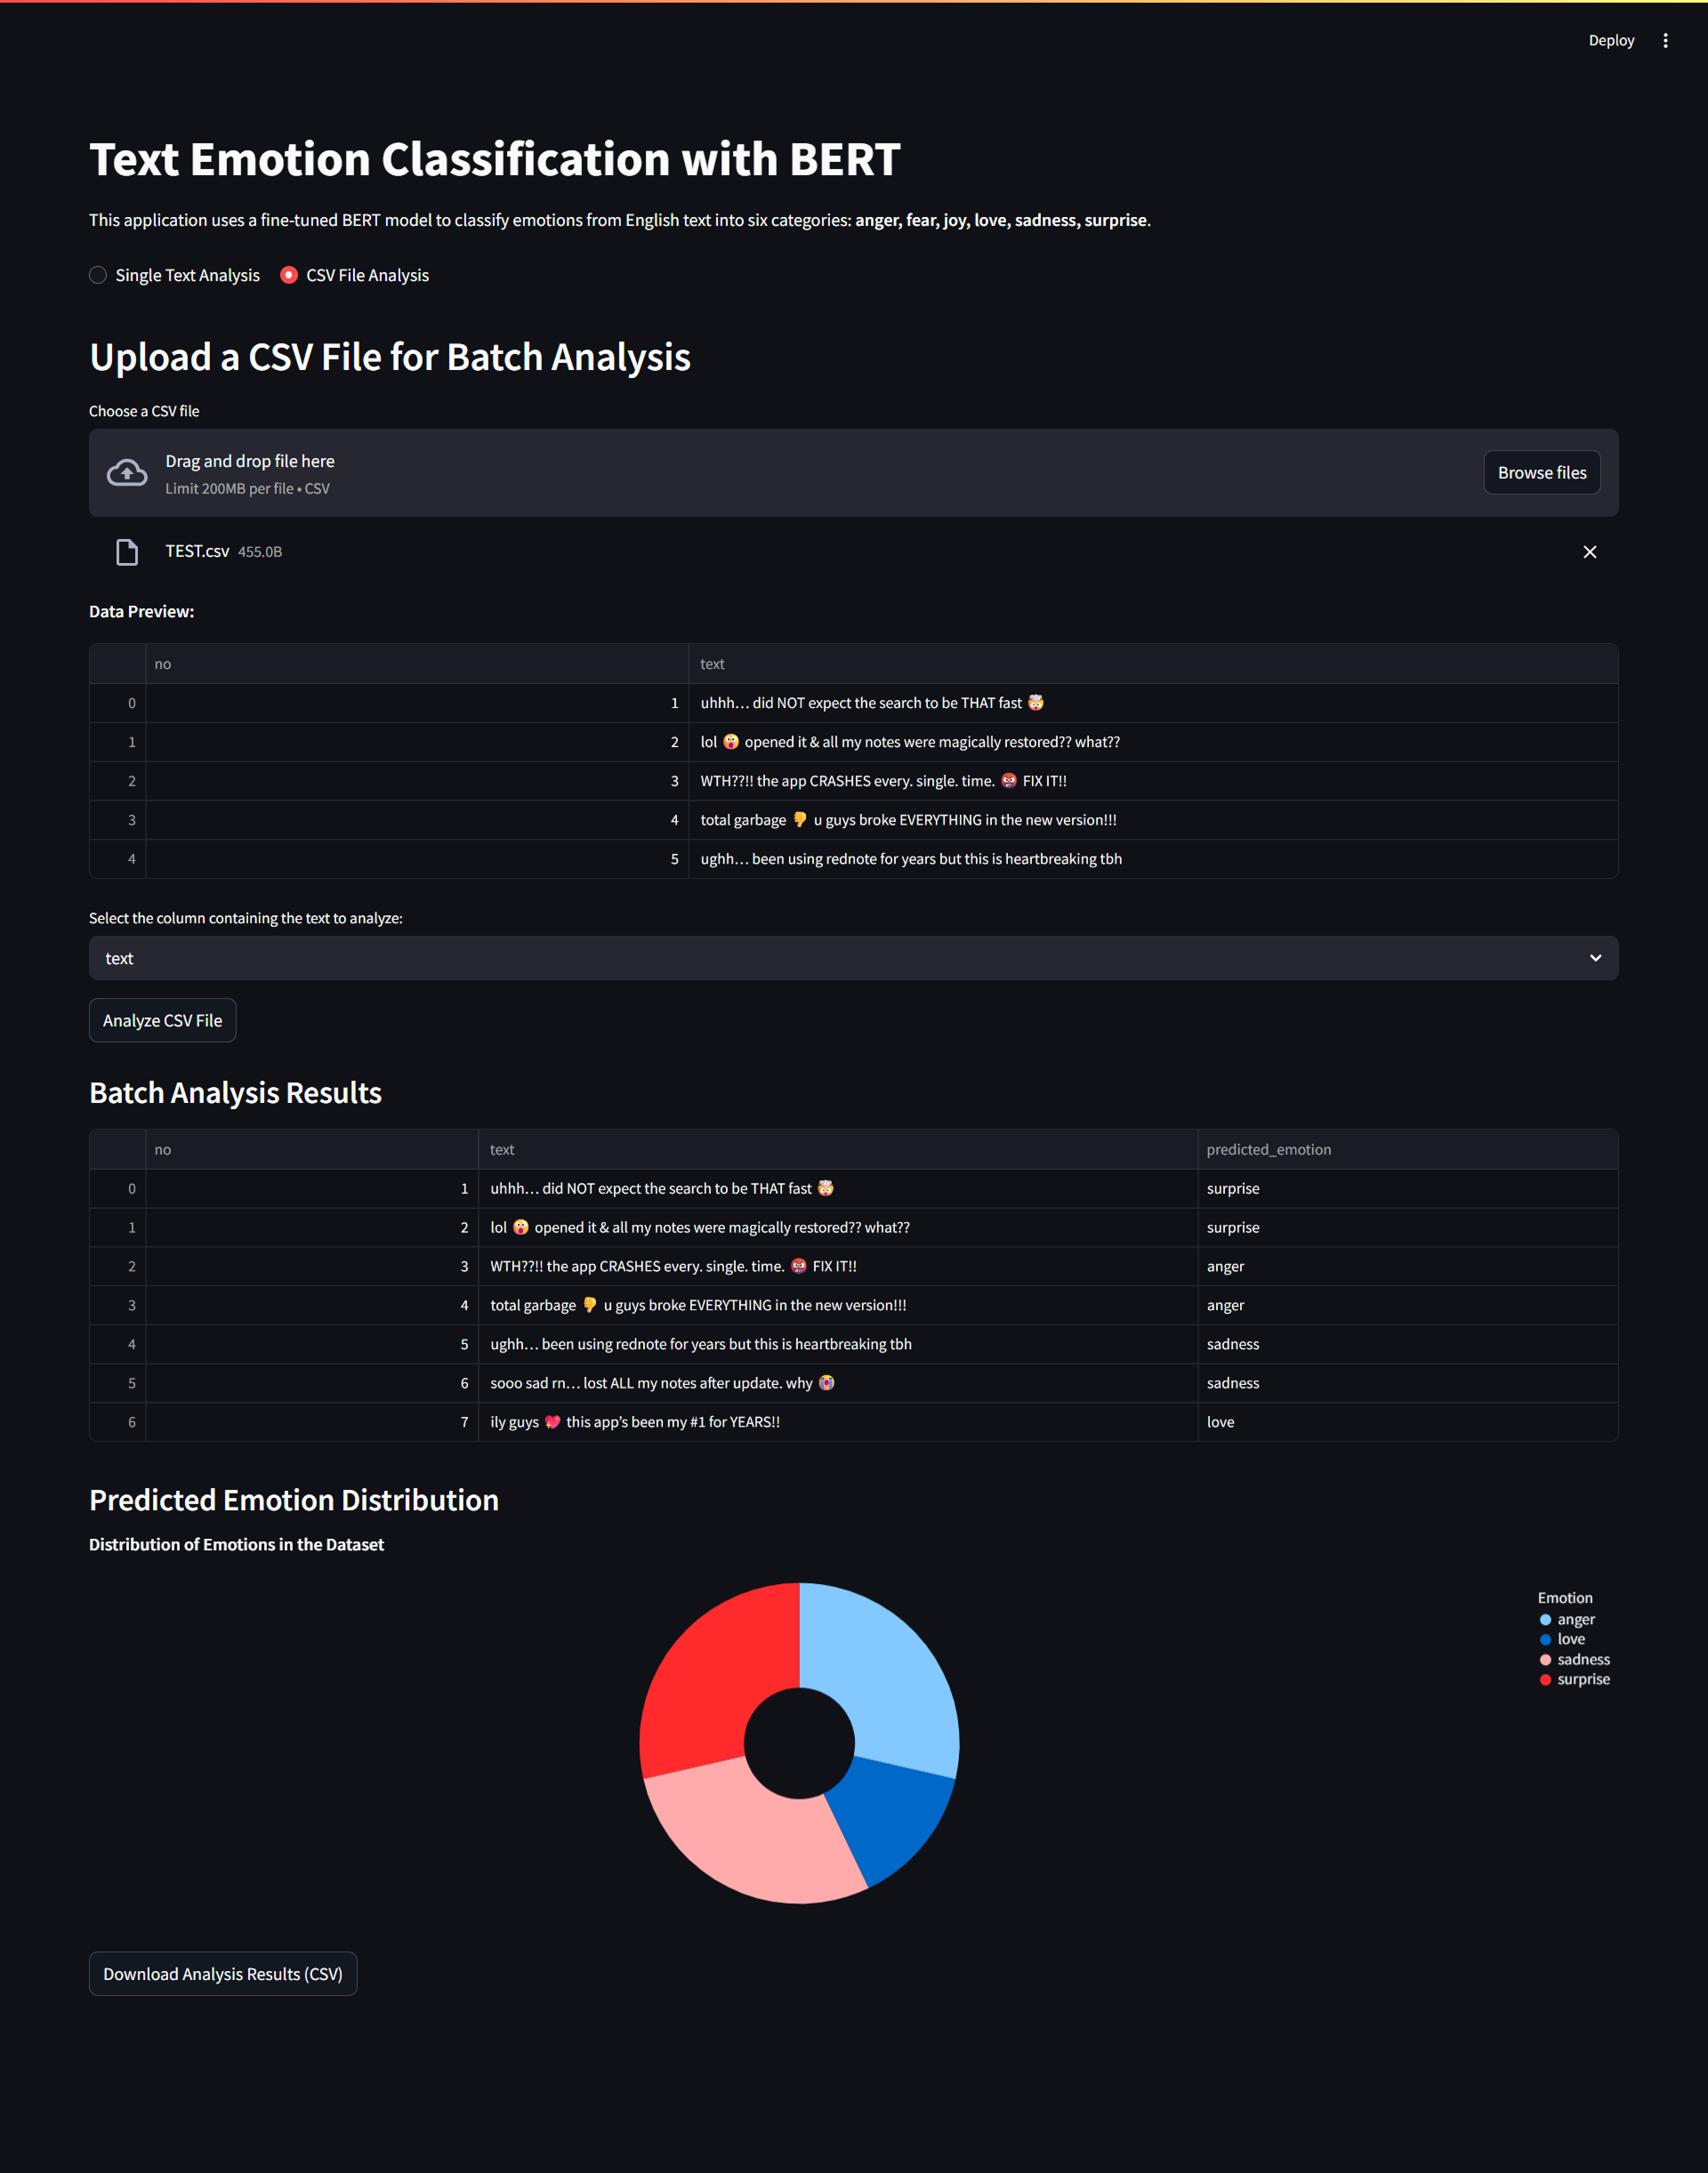 Deploy
Text Emotion Classification with BERT
This application uses a fine-tuned BERT model to classify emotions from English text into six categories: anger, fear, joy, love, sadness, surprise.
Single Text Analysis CSV File Analysis
Upload a CSV File for Batch Analysis
Choose a CSV file
Drag and drop file here
Limit 200MB per file • CSV
Browse files
TEST.csv 455.0B
Data Preview:
no text
0 1 uhhh… did NOT expect the search to be THAT fast 🤯
1 2 lol 😲 opened it & all my notes were magically restored?? what??
2 3 WTH??!! the app CRASHES every. single. time. 😡 FIX IT!!
3 4 total garbage 👎 u guys broke EVERYTHING in the new version!!!
4 5 ughh… been using rednote for years but this is heartbreaking tbh
Select the column containing the text to analyze:
text
Analyze CSV File
Batch Analysis Results
no text predicted_emotion
0 1 uhhh… did NOT expect the search to be THAT fast 🤯 surprise
1 2 lol 😲 opened it & all my notes were magically restored?? what?? surprise
2 3 WTH??!! the app CRASHES every. single. time. 😡 FIX IT!! anger
3 4 total garbage 👎 u guys broke EVERYTHING in the new version!!! anger
4 5 ughh… been using rednote for years but this is heartbreaking tbh sadness
5 6 sooo sad rn… lost ALL my notes after update. why 😭 sadness
6 7 ily guys 💖 this app’s been my #1 for YEARS!! love
Predicted Emotion Distribution
Distribution of Emotions in the Dataset
Emotion
anger
love
sadness
surprise
Download Analysis Results (CSV)